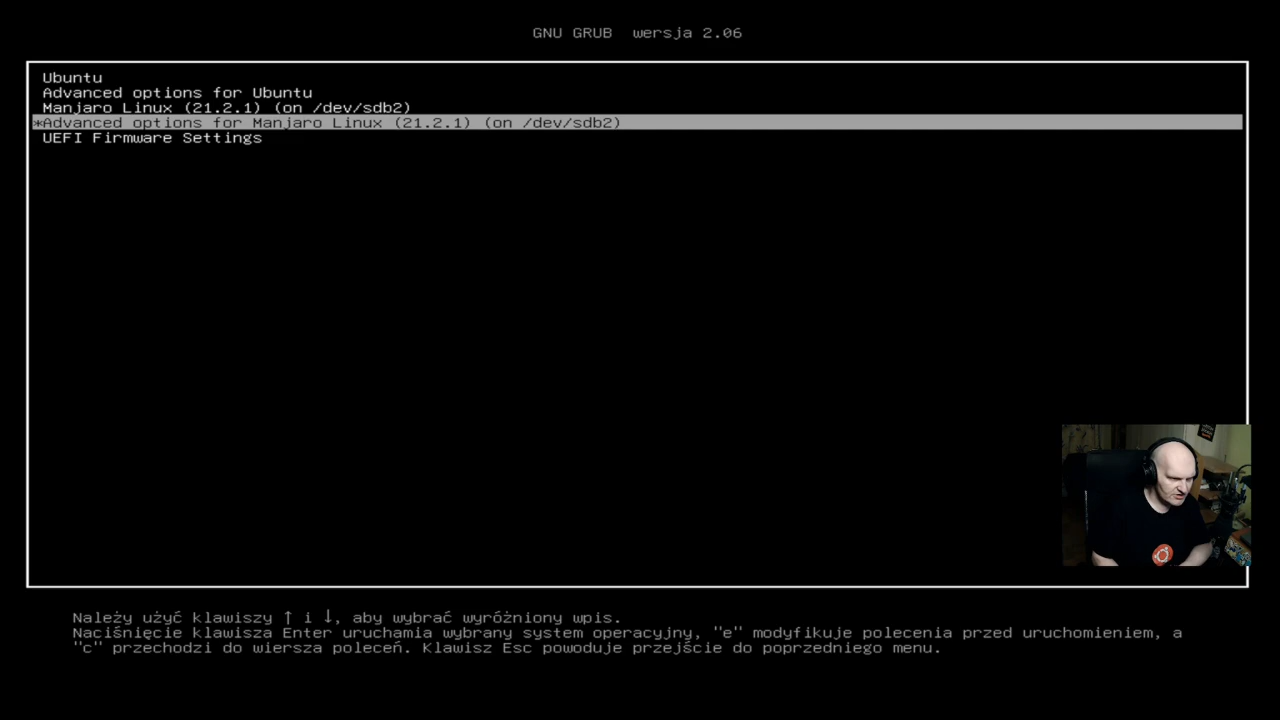 GNU GRUB wersja 2.06
Ubuntu
Advanced options for Ubuntu
Manjaro Linux (21.2.1) (on /dev/sdb2)
*Advanced options for Manjaro Linux (21.2.1) (on /dev/sdb2)
UEFI Firmware Settings
Należy użyć klawiszy ↑ i ↓, aby wybrać wyróżniony wpis.
Naciśnięcie klawisza Enter uruchamia wybrany system operacyjny, "e" modyfikuje polecenia przed uruchomieniem, a
"c" przechodzi do wiersza poleceń. Klawisz Esc powoduje przejście do poprzedniego menu.